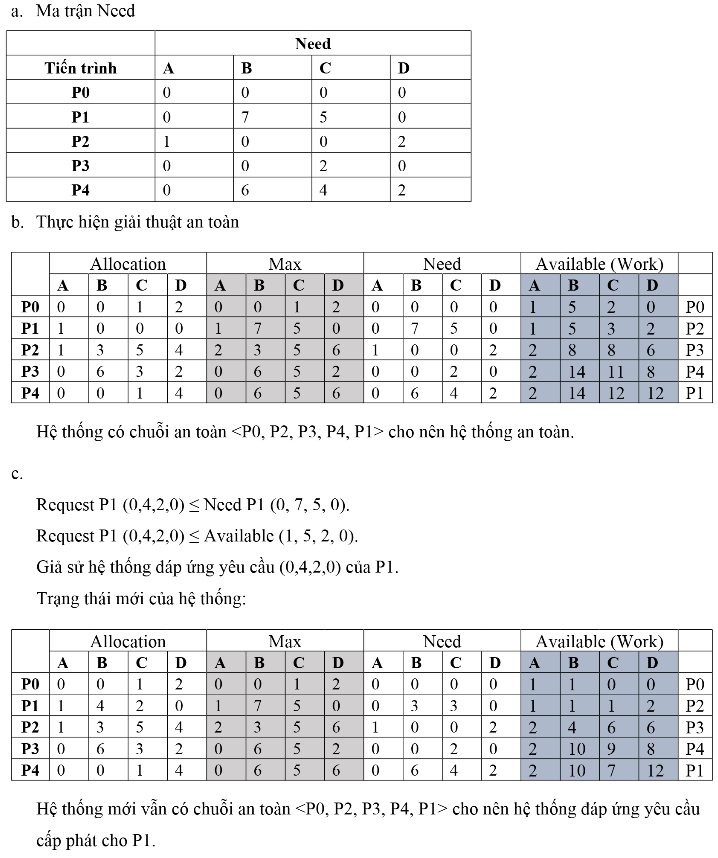 a. Ma trận Need
Need
Tiến trình A B C D
P0 0 0 0 0
P1 0 7 5 0
P2 1 0 0 2
P3 0 0 2 0
P4 0 6 4 2
b. Thực hiện giải thuật an toàn
Allocation Max Need Available (Work)
A B C D A B C D A B C D A B C D
P0 0 0 1 2 0 0 1 2 0 0 0 0 1 5 2 0 P0
P1 1 0 0 0 1 7 5 0 0 7 5 0 1 5 3 2 P2
P2 1 3 5 4 2 3 5 6 1 0 0 2 2 8 8 6 P3
P3 0 6 3 2 0 6 5 2 0 0 2 0 2 14 11 8 P4
P4 0 0 1 4 0 6 5 6 0 6 4 2 2 14 12 12 P1
Hệ thống có chuỗi an toàn <P0, P2, P3, P4, P1> cho nên hệ thống an toàn.
c.
Request P1 (0,4,2,0) ≤ Need P1 (0, 7, 5, 0).
Request P1 (0,4,2,0) ≤ Available (1, 5, 2, 0).
Giả sử hệ thống đáp ứng yêu cầu (0,4,2,0) của P1.
Trạng thái mới của hệ thống:
Allocation Max Need Available (Work)
A B C D A B C D A B C D A B C D
P0 0 0 1 2 0 0 1 2 0 0 0 0 1 1 0 0 P0
P1 1 4 2 0 1 7 5 0 0 3 3 0 1 1 1 2 P2
P2 1 3 5 4 2 3 5 6 1 0 0 2 2 4 6 6 P3
P3 0 6 3 2 0 6 5 2 0 0 2 0 2 10 9 8 P4
P4 0 0 1 4 0 6 5 6 0 6 4 2 2 10 7 12 P1
Hệ thống mới vẫn có chuỗi an toàn <P0, P2, P3, P4, P1> cho nên hệ thống đáp ứng yêu cầu
cấp phát cho P1.